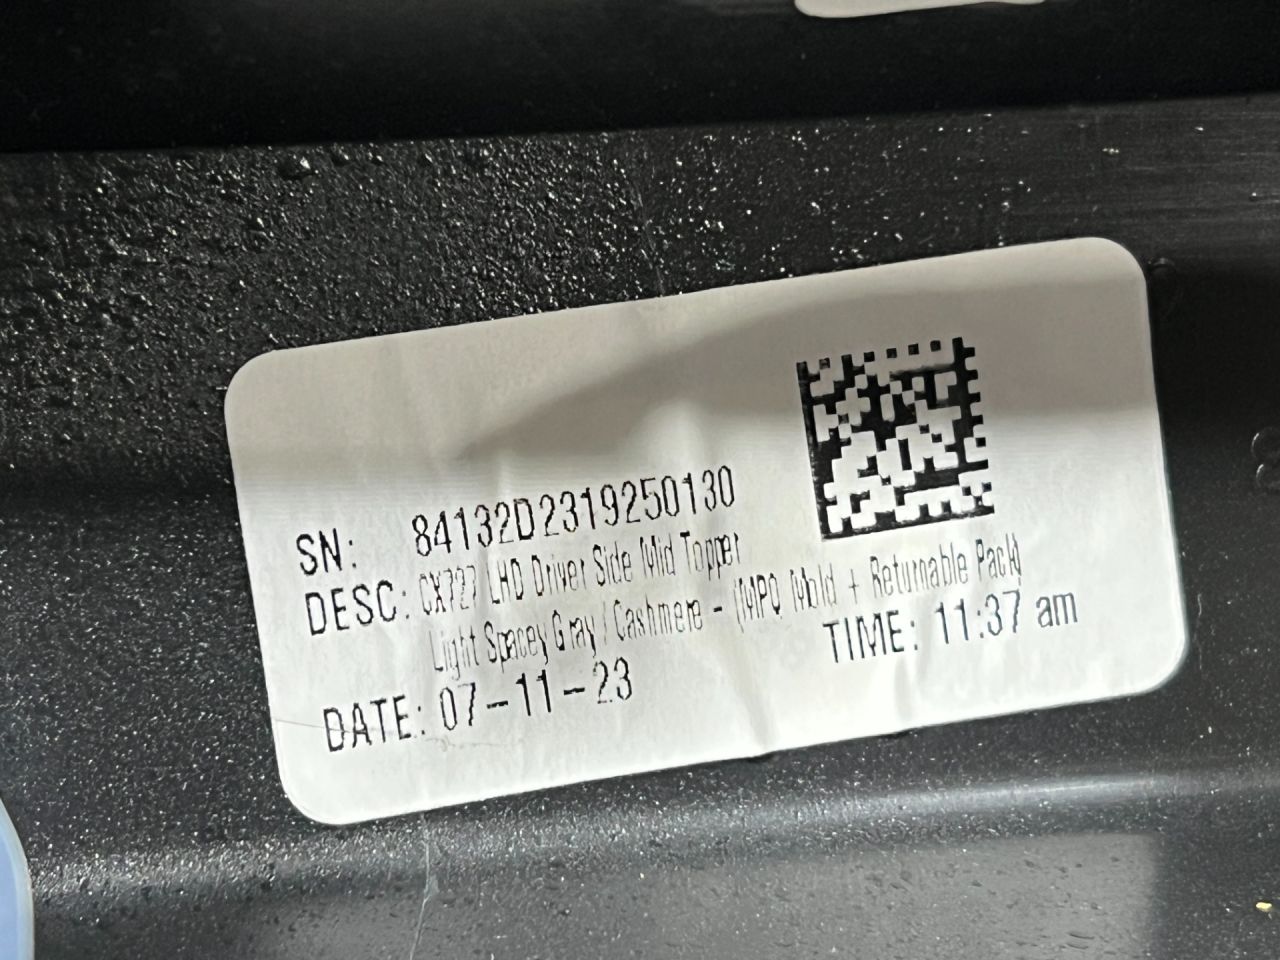 SN: 84132D2319250130
DESC: CX727 LHD Driver Side Mid Topper
Light Spacey Gray / Cashmere - (MPQ Mold + Returnable Pack)
DATE: 07-11-23 TIME: 11:37 am